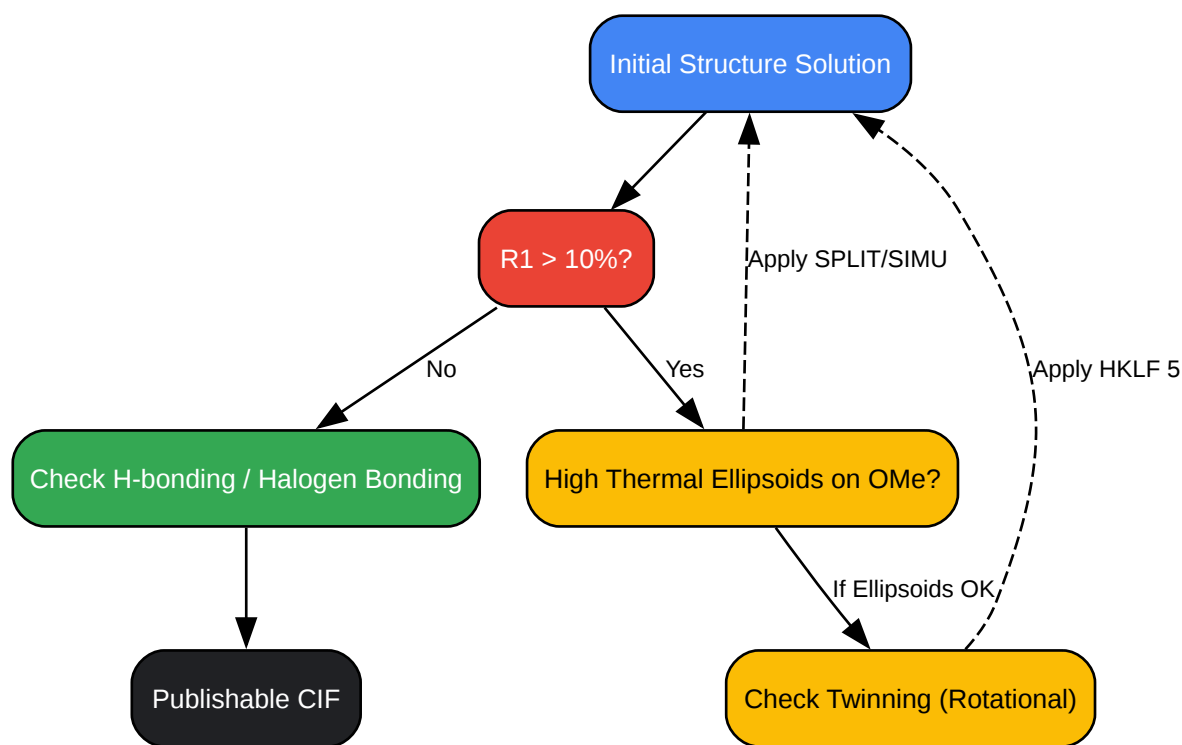 Initial Structure Solution
R1 > 10%?
Apply SPLIT/SIMU
No
Yes
Apply HKLF 5
Check H-bonding / Halogen Bonding
High Thermal Ellipsoids on OMe?
If Ellipsoids OK
Publishable CIF
Check Twinning (Rotational)